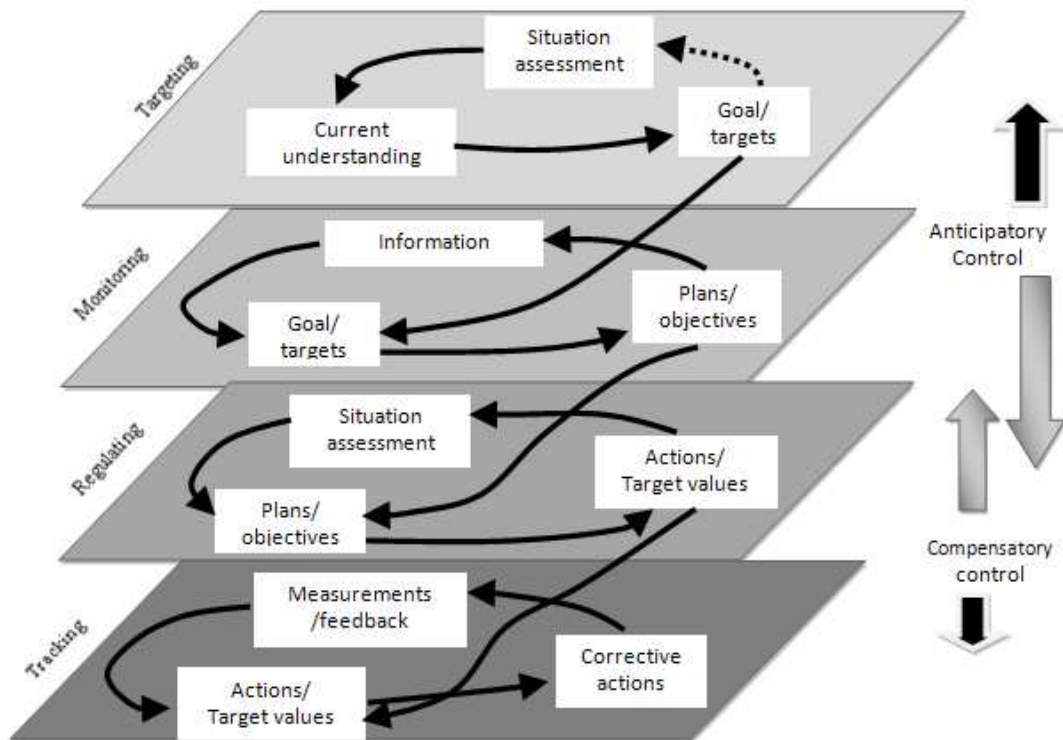 Targeting
Situation
assessment
Current
understanding
Goal/
targets
Monitoring
Information
Goal/
targets
Plans/
objectives
Regulating
Situation
assessment
Plans/
objectives
Actions/
Target values
Tracking
Measurements
/feedback
Actions/
Target values
Corrective
actions
Anticipatory
Control
Compensatory
control